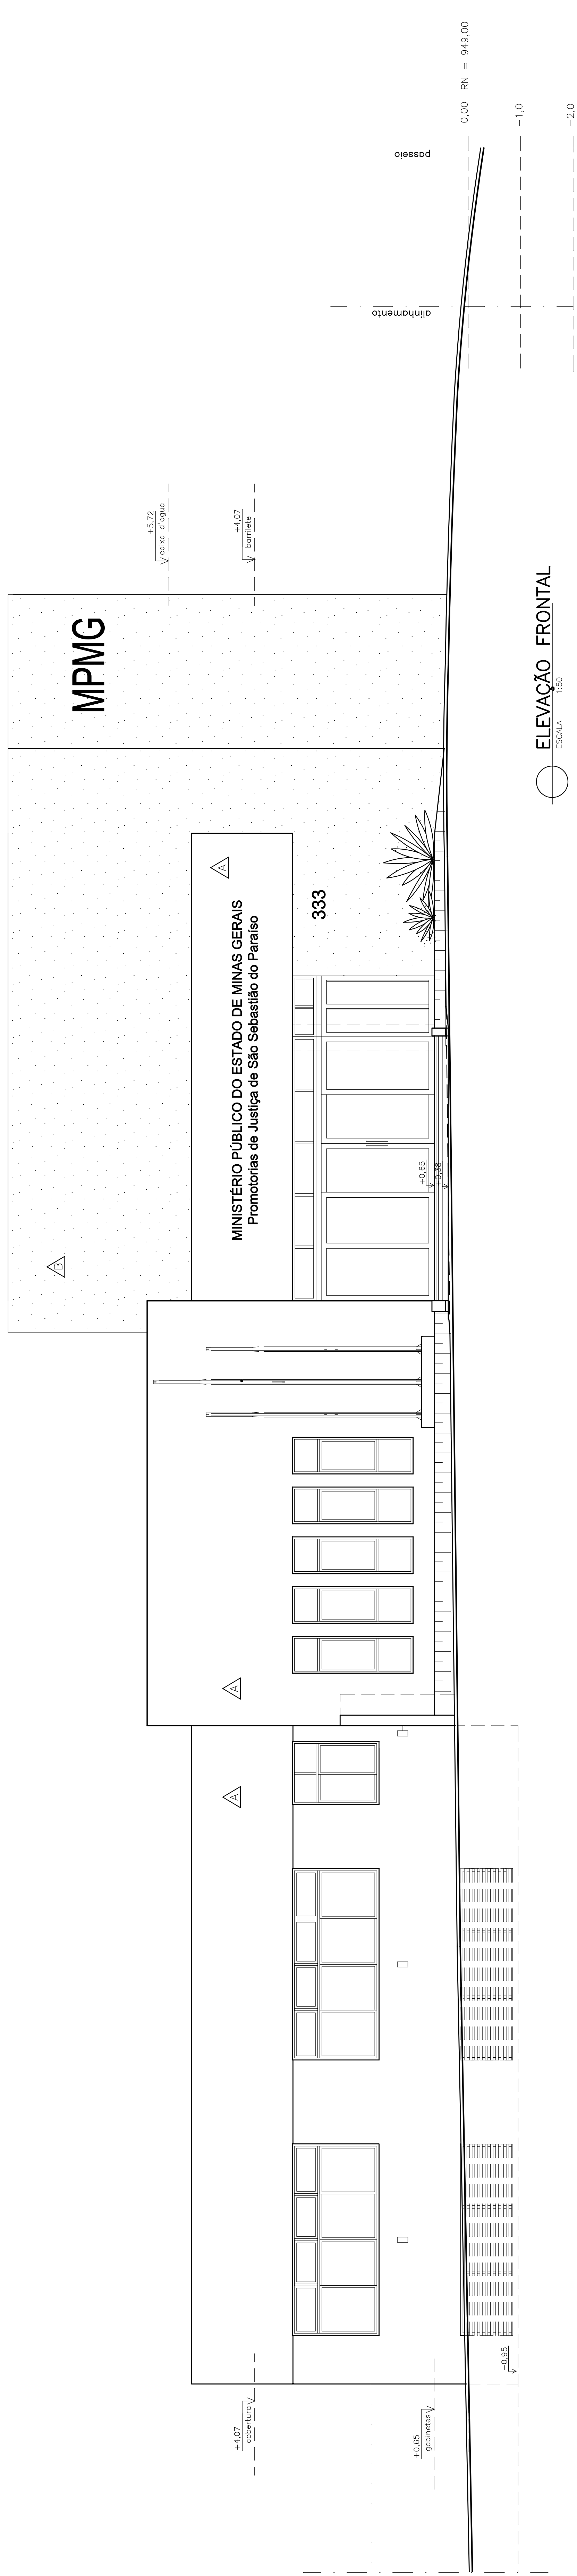 MPMG
+5,72
caixa d'agua
+4,07
barrilete
MINISTÉRIO PÚBLICO DO ESTADO DE MINAS GERAIS
Promotorias de Justiça de São Sebastião do Paraíso
333
A
B
A
A
+4,07
cobertura
+0,65
gabinetes
-0,95
+0,65
+0,38
passeio
alinhamento
0,00 RN = 949,00
-1,0
-2,0
ELEVAÇÃO FRONTAL
ESCALA 1:50